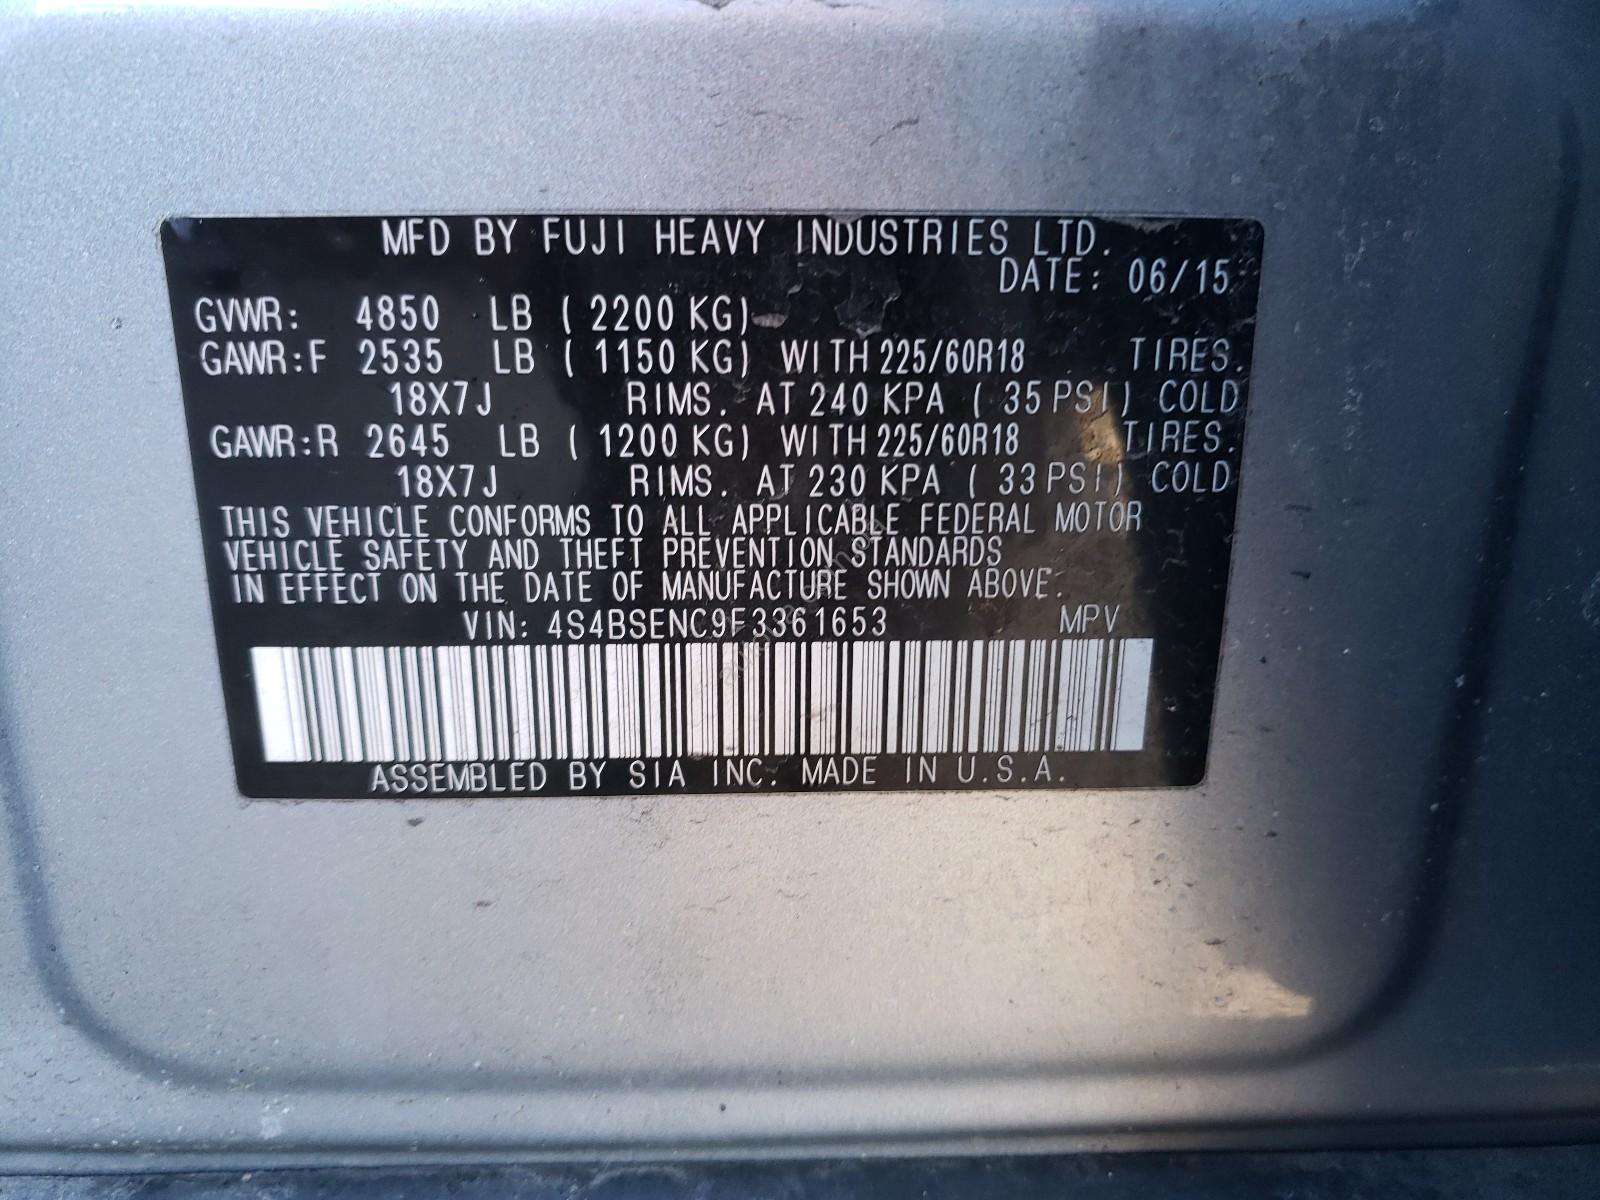 MFD BY FUJI HEAVY INDUSTRIES LTD.
DATE: 06/15
GVWR: 4850 LB ( 2200 KG)
GAWR:F 2535 LB ( 1150 KG) WITH 225/60R18 TIRES.
18X7J RIMS. AT 240 KPA ( 35 PSI) COLD
GAWR:R 2645 LB ( 1200 KG) WITH 225/60R18 TIRES.
18X7J RIMS. AT 230 KPA ( 33 PSI) COLD
THIS VEHICLE CONFORMS TO ALL APPLICABLE FEDERAL MOTOR
VEHICLE SAFETY AND THEFT PREVENTION STANDARDS
IN EFFECT ON THE DATE OF MANUFACTURE SHOWN ABOVE.
VIN: 4S4BSENC9F3361653 MPV
ASSEMBLED BY SIA INC. MADE IN U.S.A.